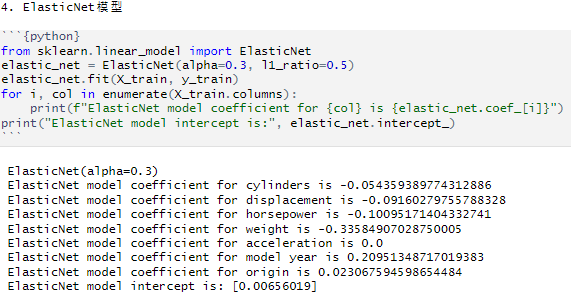 4. ElasticNet模型
```{python}
from sklearn.linear_model import ElasticNet
elastic_net = ElasticNet(alpha=0.3, l1_ratio=0.5)
elastic_net.fit(X_train, y_train)
for i, col in enumerate(X_train.columns):
    print(f"ElasticNet model coefficient for {col} is {elastic_net.coef_[i]}")
print("ElasticNet model intercept is:", elastic_net.intercept_)
```
ElasticNet(alpha=0.3)
ElasticNet model coefficient for cylinders is -0.054359389774312886
ElasticNet model coefficient for displacement is -0.09160279755788328
ElasticNet model coefficient for horsepower is -0.10095171404332741
ElasticNet model coefficient for weight is -0.33584907028750005
ElasticNet model coefficient for acceleration is 0.0
ElasticNet model coefficient for model year is 0.20951348717019383
ElasticNet model coefficient for origin is 0.023067594598654484
ElasticNet model intercept is: [0.00656019]